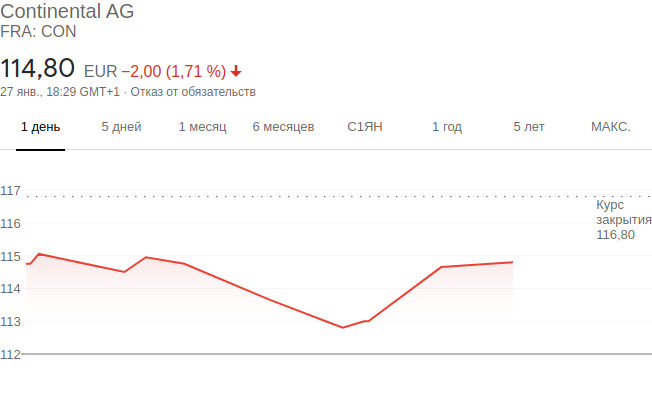 Continental AG
FRA: CON
114,80 EUR −2,00 (1,71 %)
27 янв., 18:29 GMT+1 · Отказ от обязательств
1 день 5 дней 1 месяц 6 месяцев С1ЯН 1 год 5 лет МАКС.
117
Курс
закрытия
116,80
116
115
114
113
112